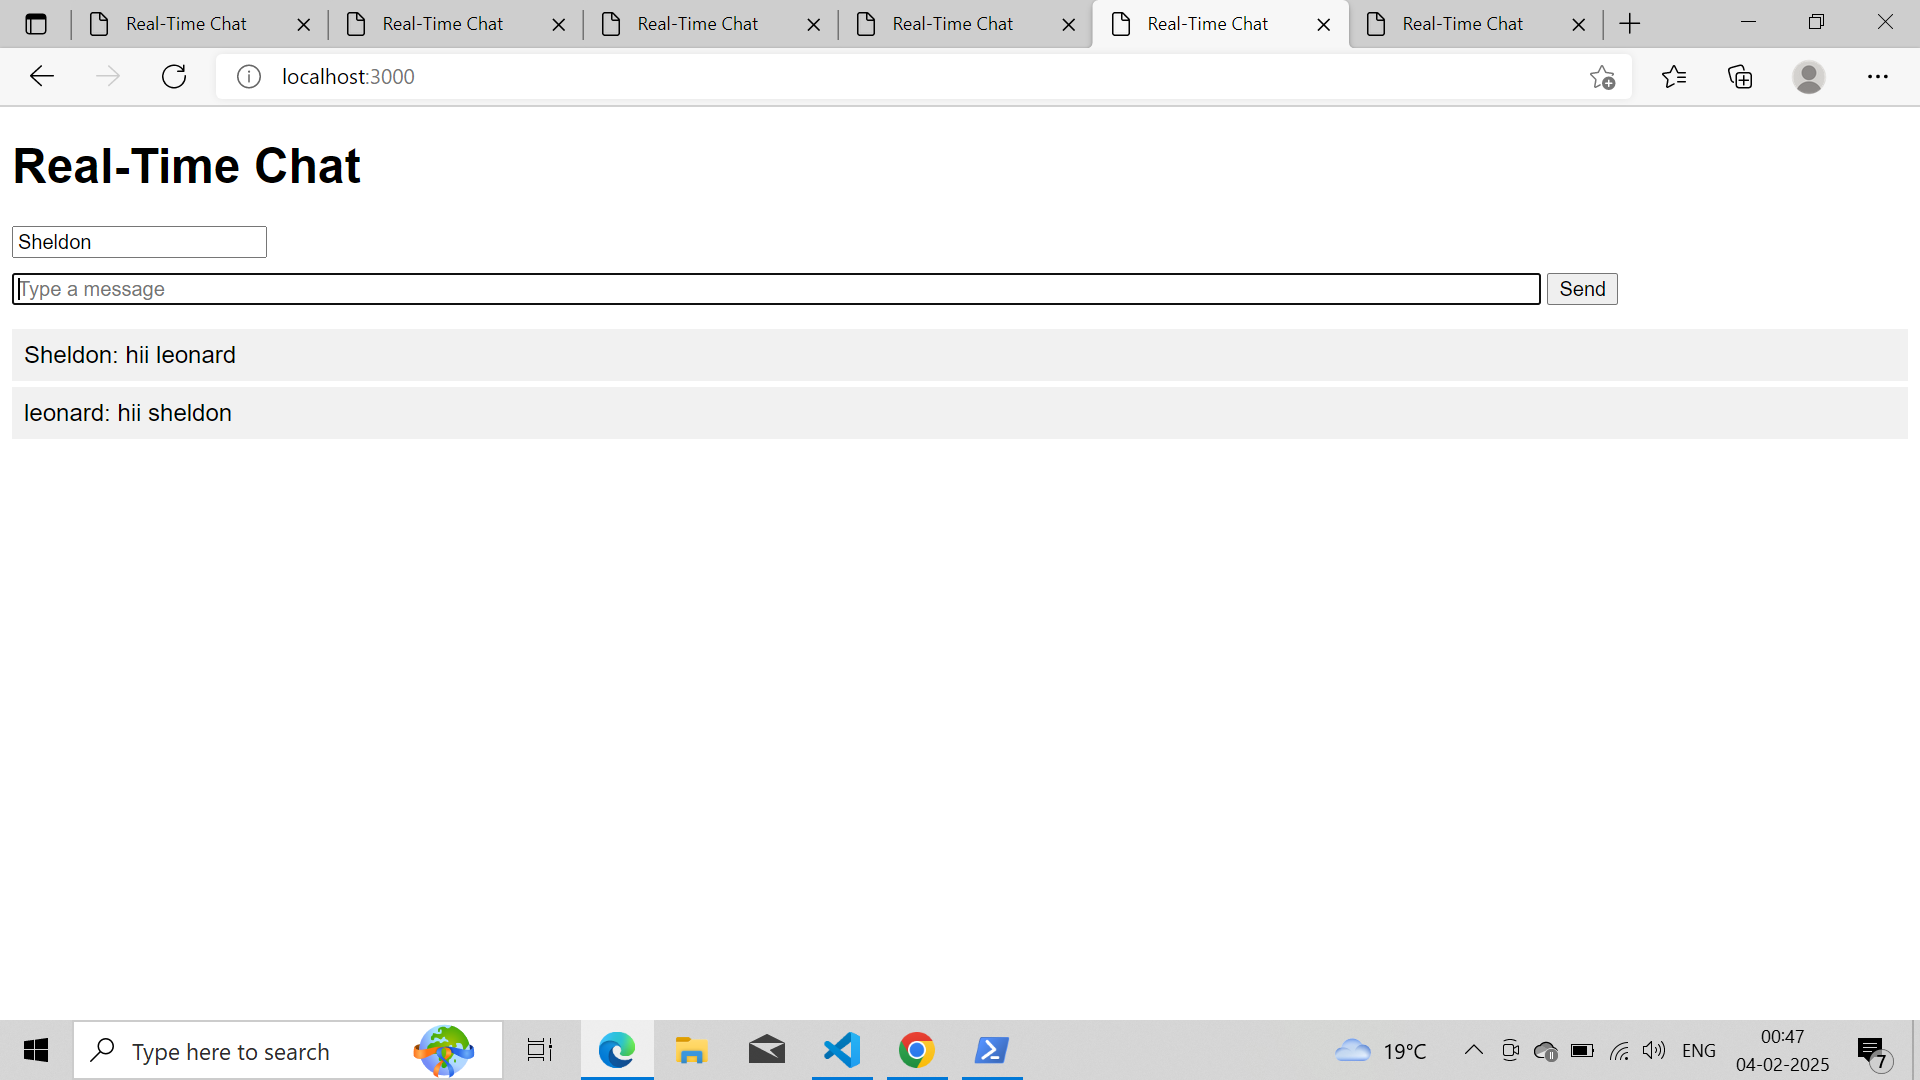 Real-Time Chat Real-Time Chat Real-Time Chat Real-Time Chat Real-Time Chat Real-Time Chat
localhost:3000
Real-Time Chat
Sheldon
Type a message Send
Sheldon: hii leonard
leonard: hii sheldon
Type here to search 19°C ENG 00:47
04-02-2025 7